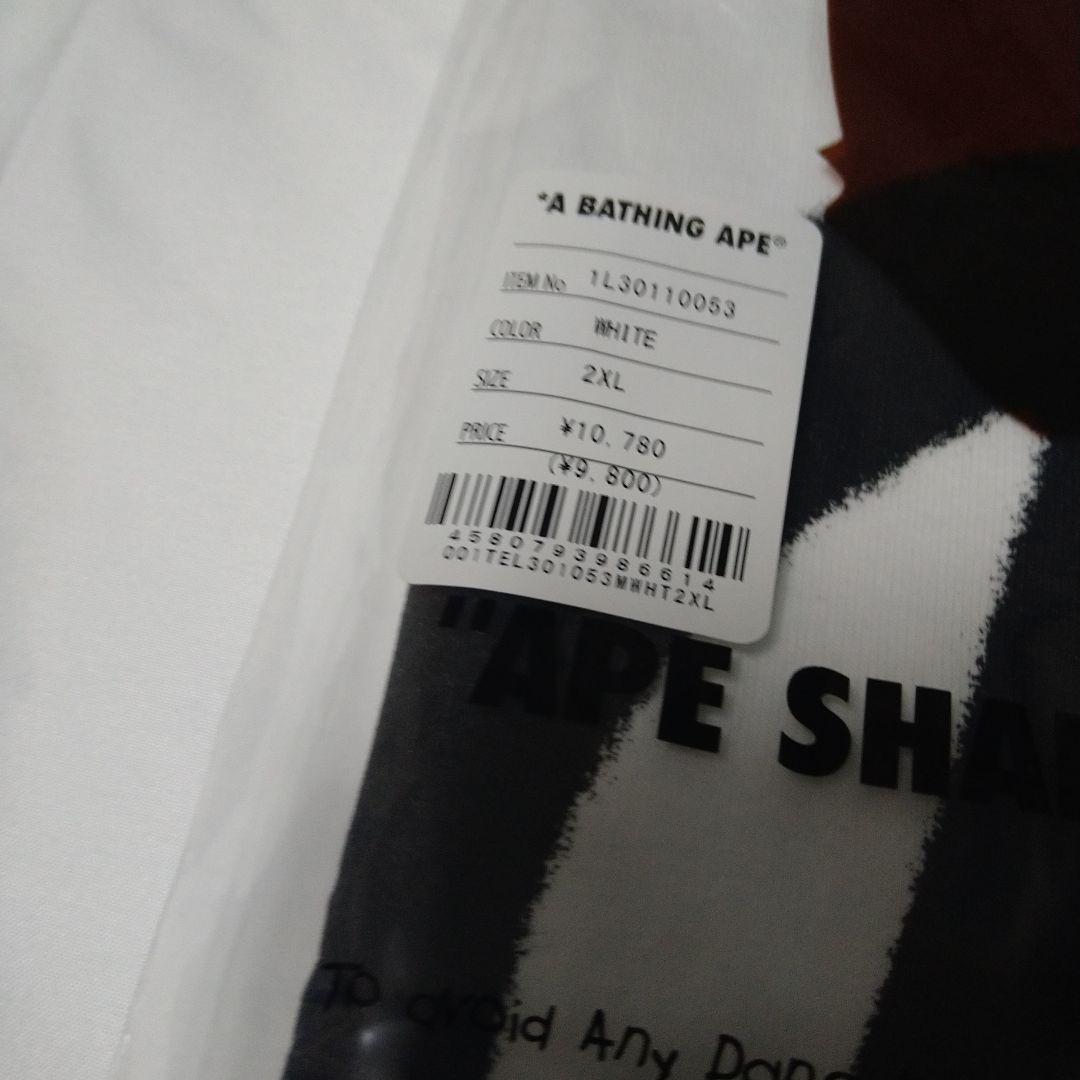 "A BATHING APE®
ITEM No 1L30110053
COLOR WHITE
SIZE 2XL
PRICE ¥10,780
(¥9,800)
4580793986614
001TEL301053MWHT2XL
"APE SHA
To avoid Any